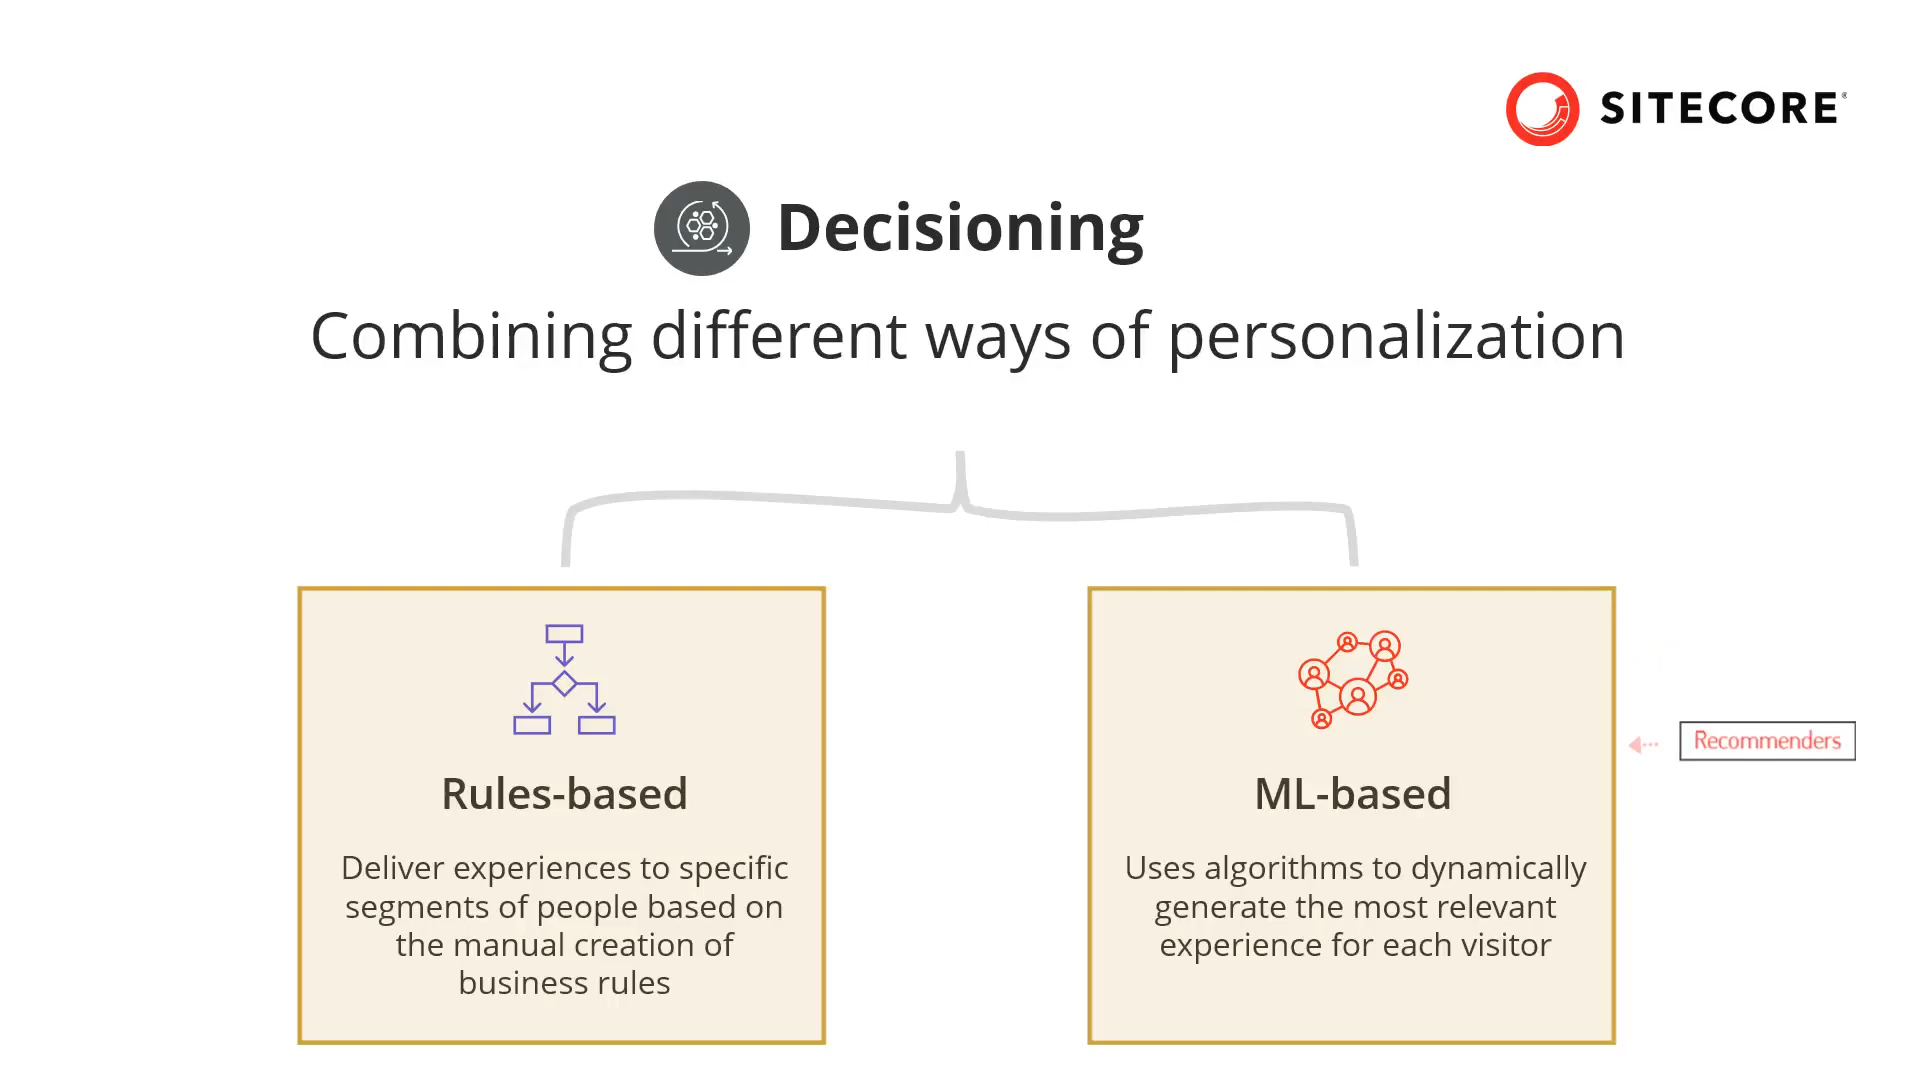 SITECORE
Decisioning
Combining different ways of personalization
Rules-based
Deliver experiences to specific
segments of people based on
the manual creation of
business rules
ML-based
Uses algorithms to dynamically
generate the most relevant
experience for each visitor
Recommenders